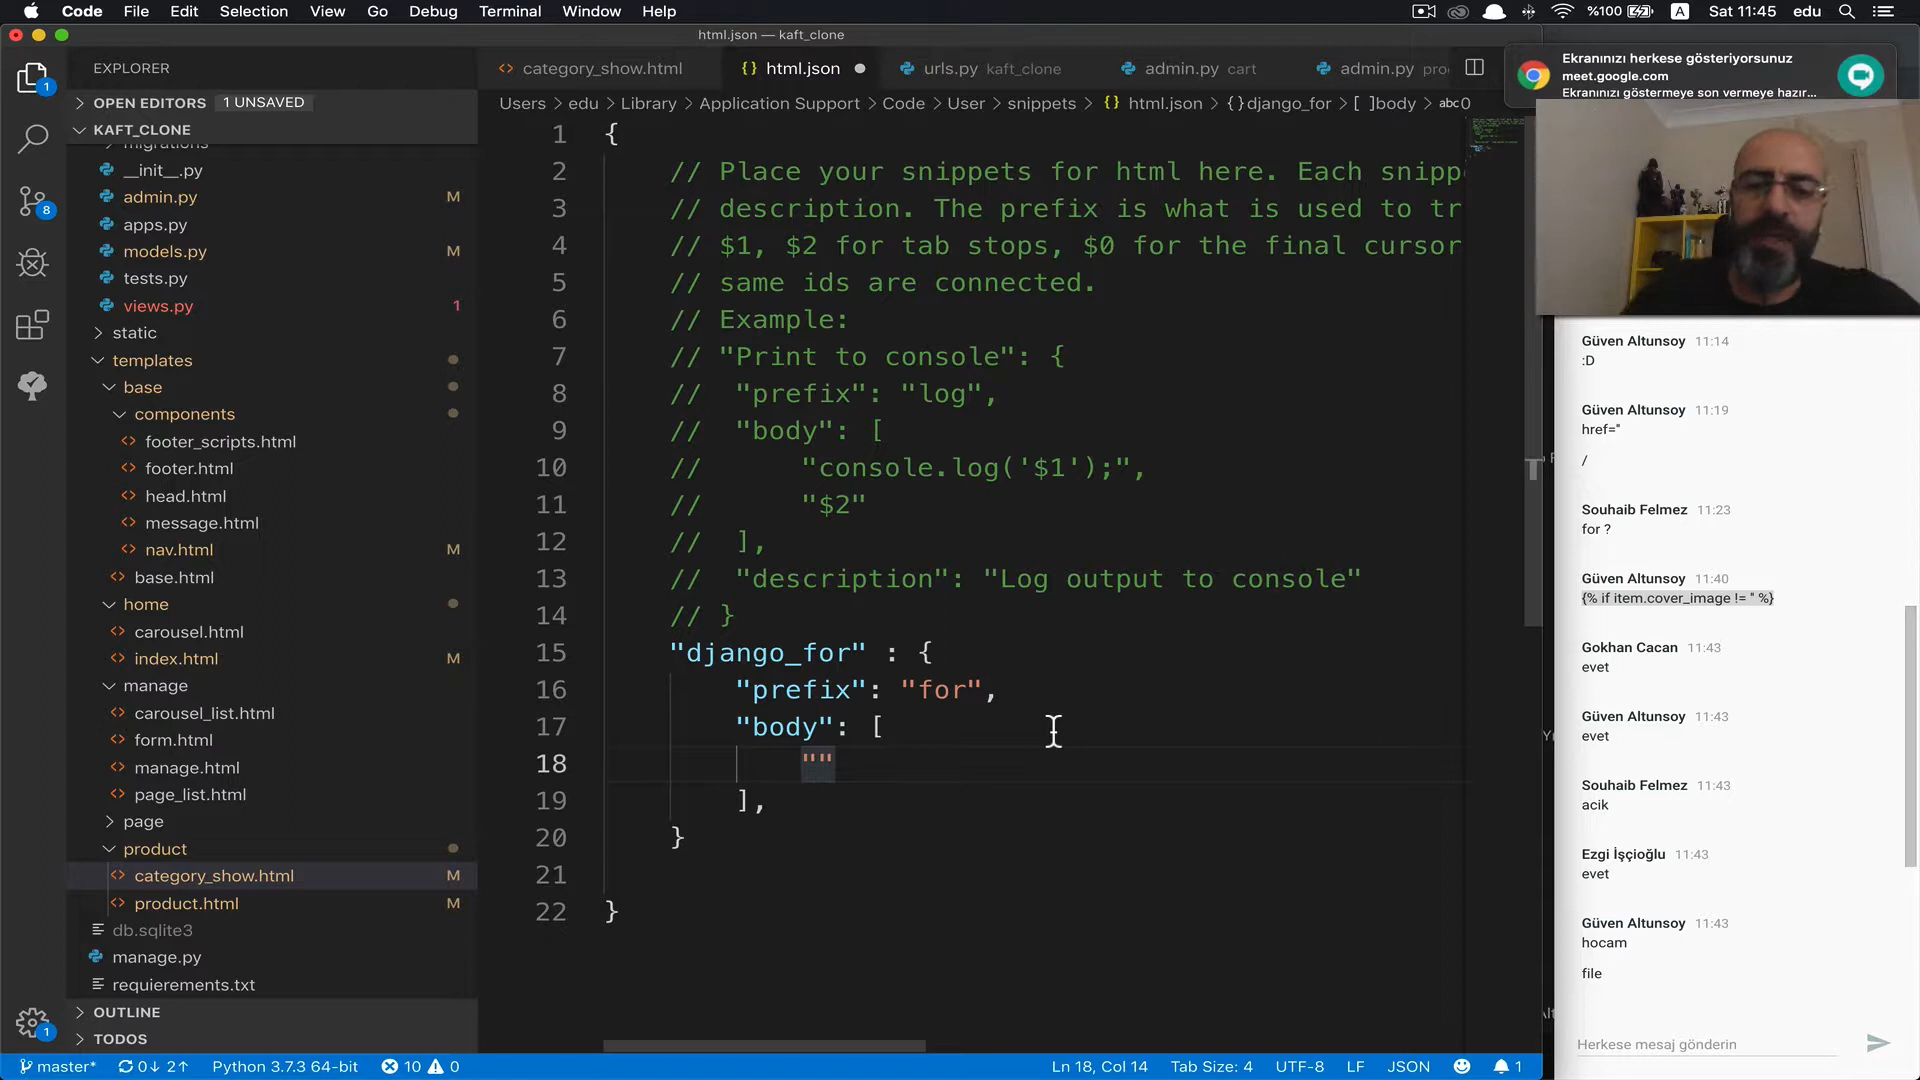 Code File Edit Selection View Go Debug Terminal Window Help
%100 A Sat 11:45 edu
html.json — kaft_clone
EXPLORER
OPEN EDITORS 1 UNSAVED
KAFT_CLONE
migrations
__init__.py
admin.py M
apps.py
models.py M
tests.py
views.py 1
static
templates
base
components
footer_scripts.html
footer.html
head.html
message.html
nav.html M
base.html
home
carousel.html
index.html M
manage
carousel_list.html
form.html
manage.html
page_list.html
page
product
category_show.html M
product.html M
db.sqlite3
manage.py
requierements.txt
OUTLINE
TODOS
1
8
1
category_show.html
{} html.json
urls.py kaft_clone
admin.py cart
admin.py
Users > edu > Library > Application Support > Code > User > snippets > {} html.json > {} django_for > [ ] body > abc 0
1 {
2 // Place your snippets for html here. Each snipp
3 // description. The prefix is what is used to tr
4 // $1, $2 for tab stops, $0 for the final cursor
5 // same ids are connected.
6 // Example:
7 // "Print to console": {
8 // "prefix": "log",
9 // "body": [
10 // "console.log('$1');",
11 // "$2"
12 // ],
13 // "description": "Log output to console"
14 // }
15 "django_for" : {
16 "prefix": "for",
17 "body": [
18 ""
19 ],
20 }
21
22 }
Ekranınızı herkese gösteriyorsunuz
meet.google.com
Ekranınızı göstermeye son vermeye hazır...
Güven Altunsoy 11:14
:D
Güven Altunsoy 11:19
href="
/
Souhaib Felmez 11:23
for ?
Güven Altunsoy 11:40
{% if item.cover_image != '' %}
Gokhan Cacan 11:43
evet
Güven Altunsoy 11:43
evet
Souhaib Felmez 11:43
acik
Ezgi İşçioğlu 11:43
evet
Güven Altunsoy 11:43
hocam
file
Herkese mesaj gönderin
master* 0↓ 2↑ Python 3.7.3 64-bit 10 0
Ln 18, Col 14 Tab Size: 4 UTF-8 LF JSON 1